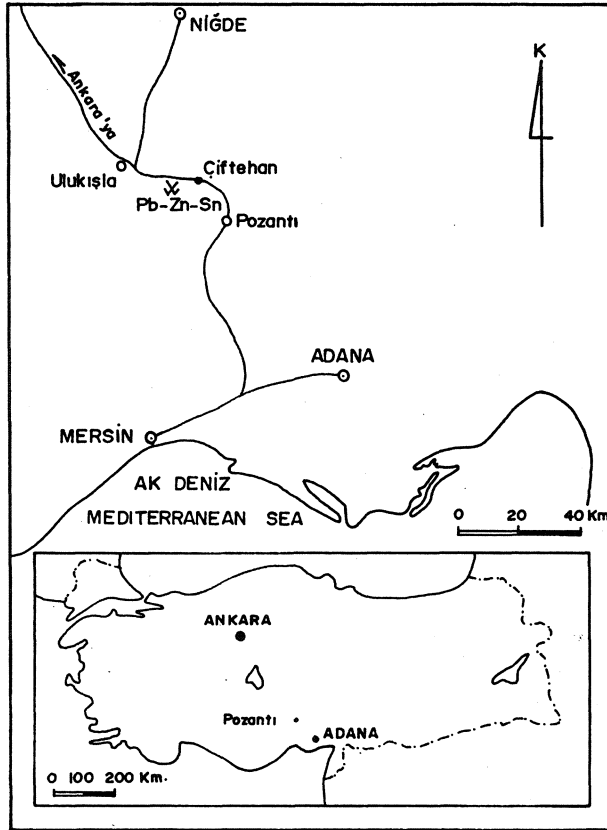 NİĞDE
K
Ankara'ya
Çiftehan
Ulukışla
Pb-Zn-Sn
Pozantı
ADANA
MERSİN
AK DENİZ
MEDITERRANEAN SEA
0 20 40 Km.
ANKARA
Pozantı
ADANA
0 100 200 Km.